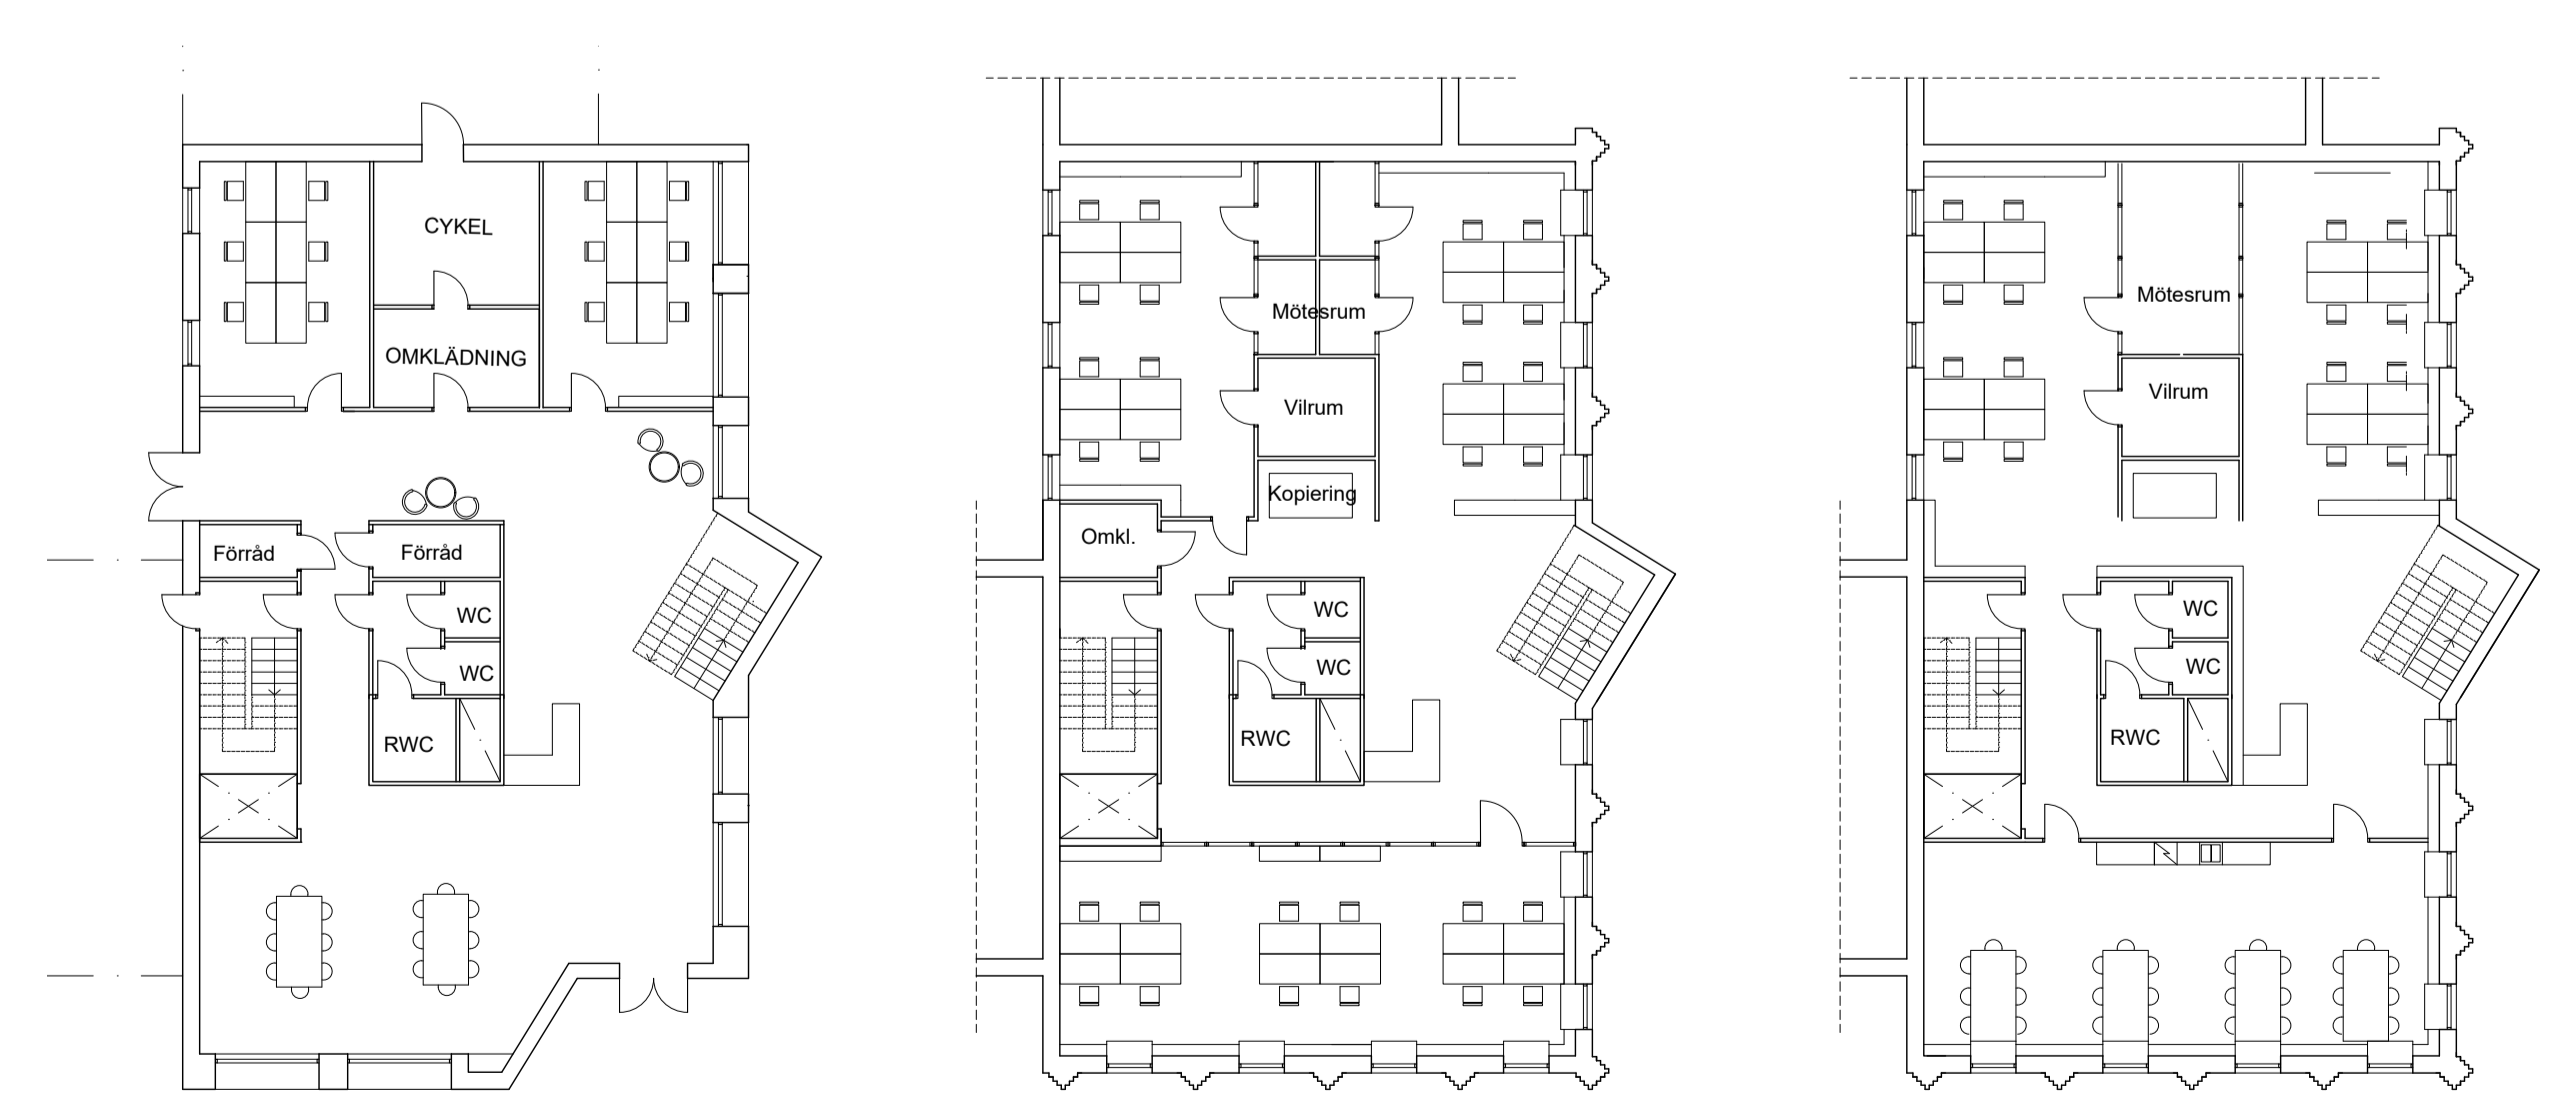 CYKEL
OMKLÄDNING
Förråd
Förråd
WC
WC
RWC
Mötesrum
Vilrum
Kopiering
Omkl.
WC
WC
RWC
Mötesrum
Vilrum
WC
WC
RWC